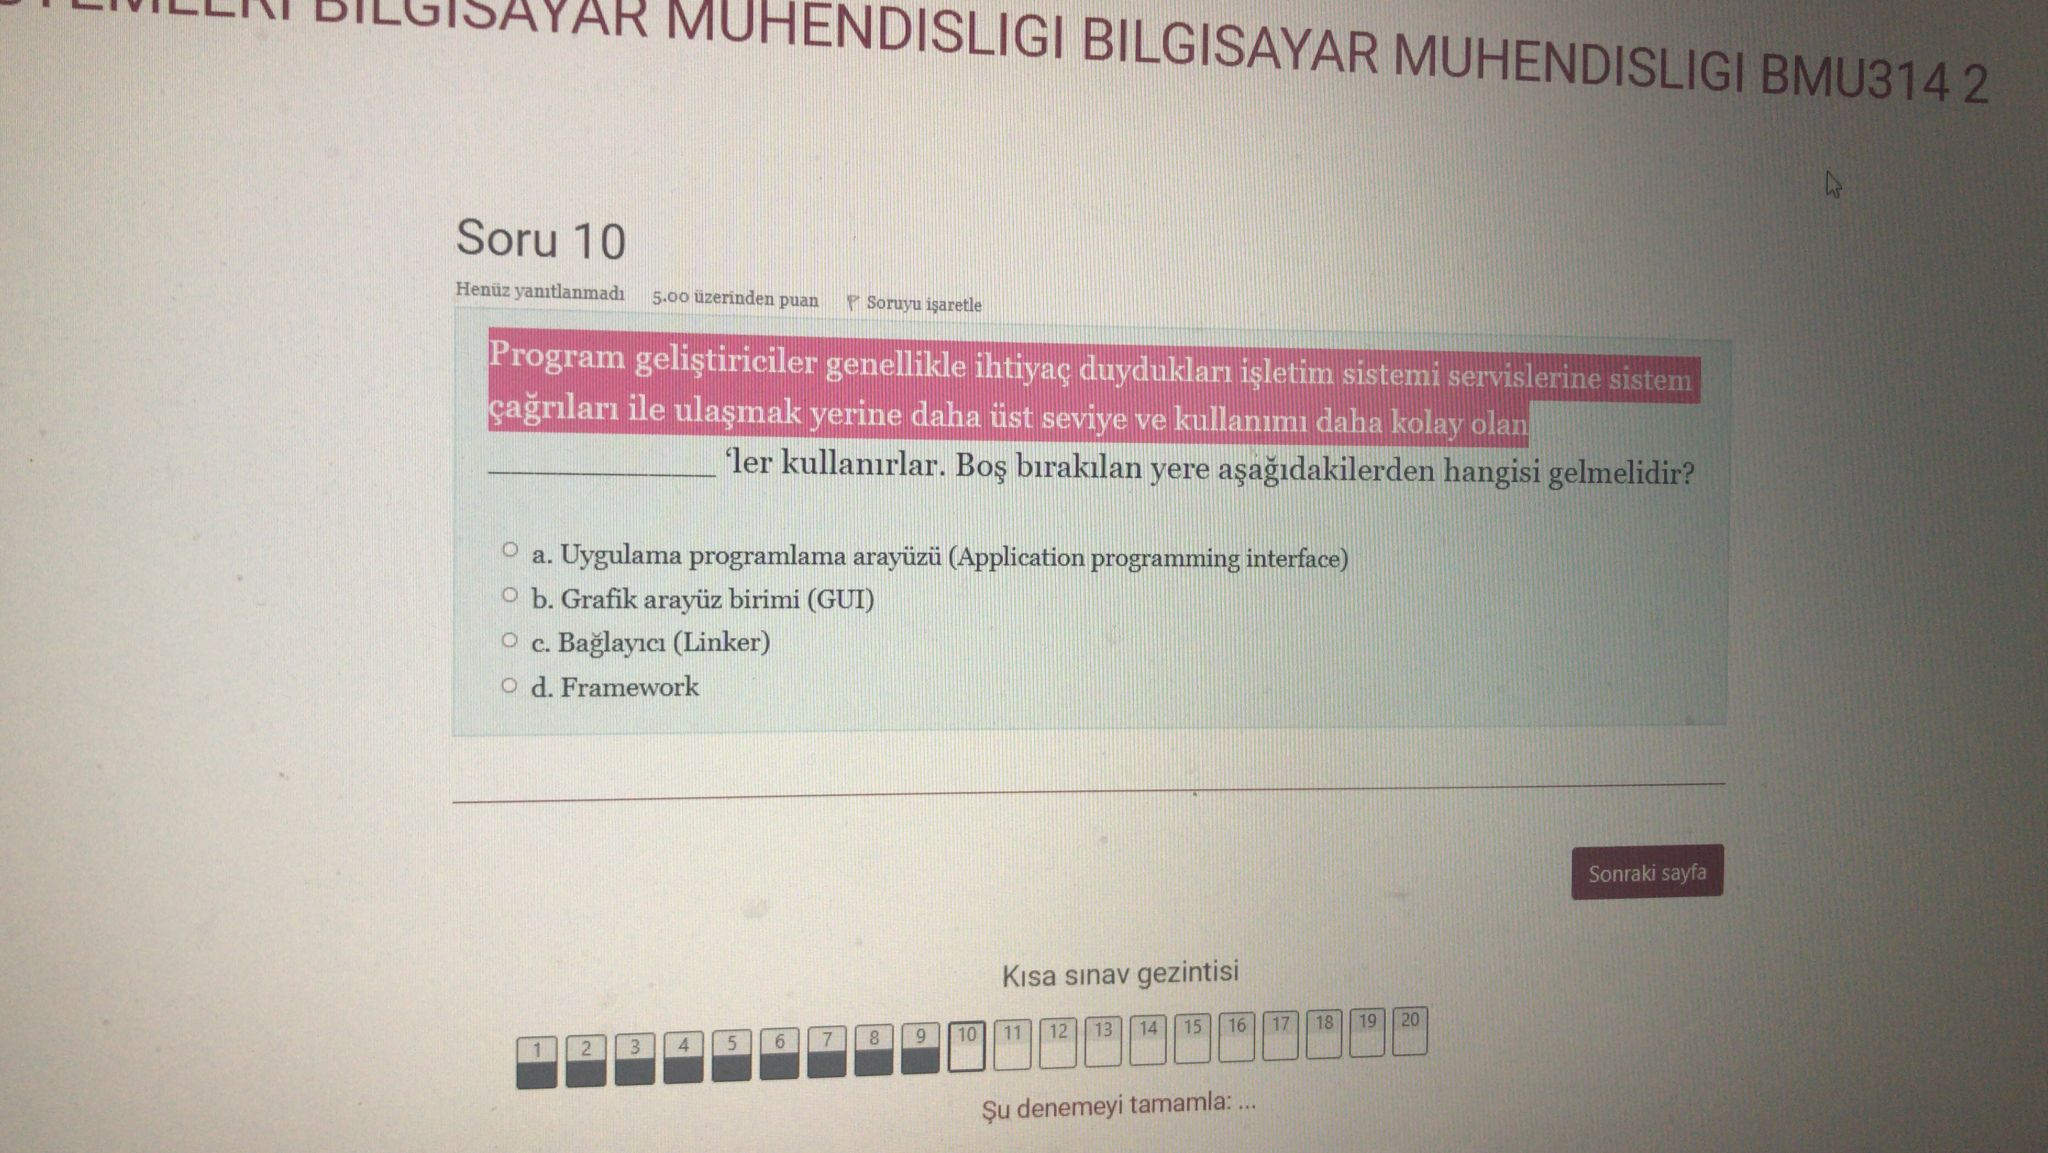 BILGISAYAR MUHENDISLIGI BILGISAYAR MUHENDISLIGI BMU314 2
Soru 10
Henüz yanıtlanmadı 5.00 üzerinden puan Soruyu işaretle
Program geliştiriciler genellikle ihtiyaç duydukları işletim sistemi servislerine sistem
çağrıları ile ulaşmak yerine daha üst seviye ve kullanımı daha kolay olan
______________ ‘ler kullanırlar. Boş bırakılan yere aşağıdakilerden hangisi gelmelidir?
a. Uygulama programlama arayüzü (Application programming interface)
b. Grafik arayüz birimi (GUI)
c. Bağlayıcı (Linker)
d. Framework
Sonraki sayfa
Kısa sınav gezintisi
1 2 3 4 5 6 7 8 9 10 11 12 13 14 15 16 17 18 19 20
Şu denemeyi tamamla: ...